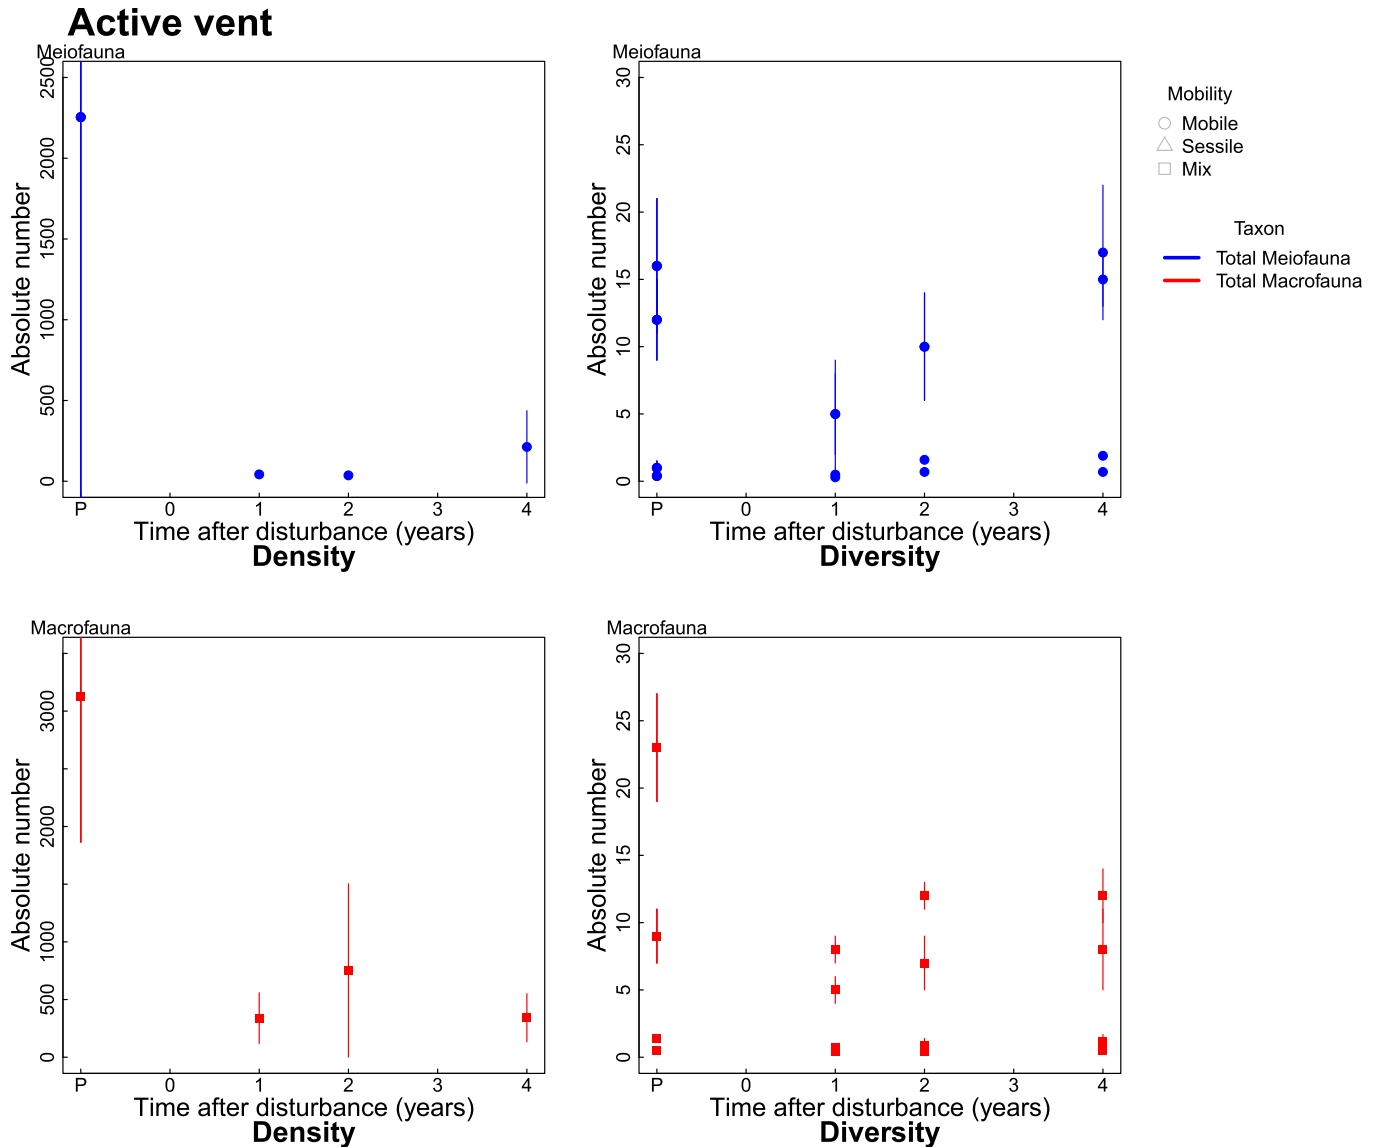 Active vent
Meiofauna
Absolute number
0
500
1000
1500
2000
2500
P 0 1 2 3 4
Time after disturbance (years)
Density
Meiofauna
Absolute number
0
5
10
15
20
25
30
P 0 1 2 3 4
Time after disturbance (years)
Diversity
Mobility
Mobile
Sessile
Mix
Taxon
Total Meiofauna
Total Macrofauna
Macrofauna
Absolute number
0
500
1000
2000
3000
P 0 1 2 3 4
Time after disturbance (years)
Density
Macrofauna
Absolute number
0
5
10
15
20
25
30
P 0 1 2 3 4
Time after disturbance (years)
Diversity